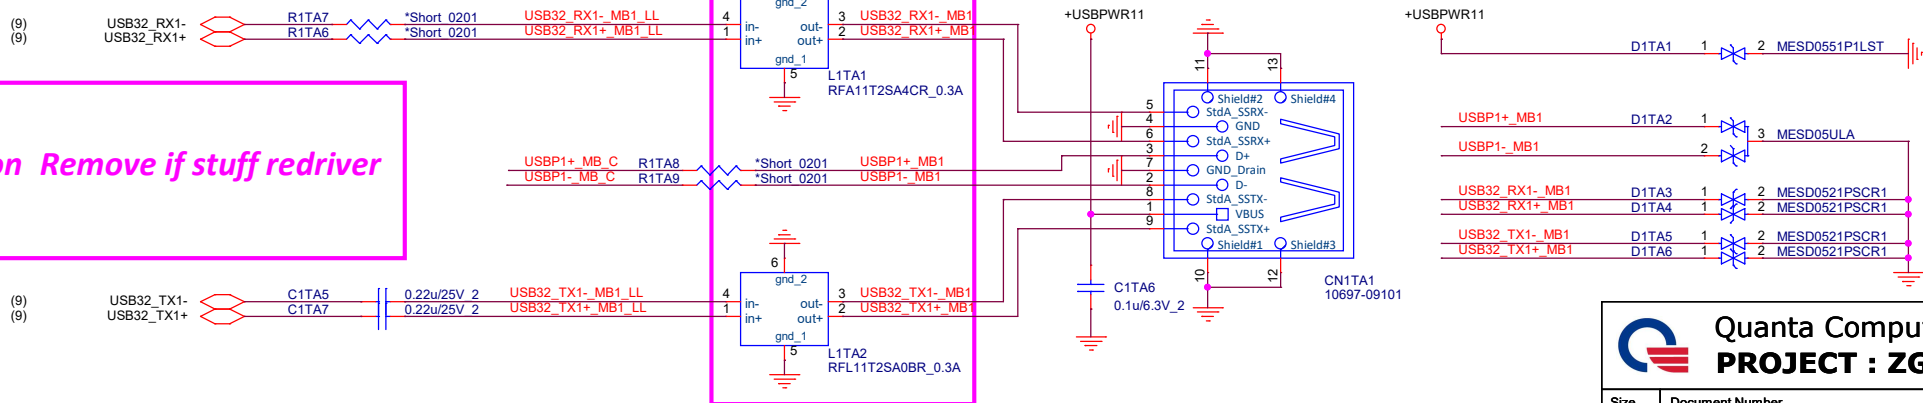 gnd_2
(9) USB32_RX1- R1TA7 *Short_0201 USB32_RX1-_MB1_LL 4 in- out- 3 USB32_RX1-_MB1
(9) USB32_RX1+ R1TA6 *Short_0201 USB32_RX1+_MB1_LL 1 in+ out+ 2 USB32_RX1+_MB1
gnd_1
5
L1TA1
RFA11T2SA4CR_0.3A
on Remove if stuff redriver
USBP1+_MB_C R1TA8 *Short_0201 USBP1+_MB1
USBP1-_MB_C R1TA9 *Short_0201 USBP1-_MB1
6
gnd_2
(9) USB32_TX1- C1TA5 0.22u/25V_2 USB32_TX1-_MB1_LL 4 in- out- 3 USB32_TX1-_MB1
(9) USB32_TX1+ C1TA7 0.22u/25V_2 USB32_TX1+_MB1_LL 1 in+ out+ 2 USB32_TX1+_MB1
gnd_1
5
L1TA2
RFL11T2SA0BR_0.3A
+USBPWR11
11 13
Shield#2 Shield#4
5 StdA_SSRX-
4 GND
6 StdA_SSRX+
3 D+
7 GND_Drain
2 D-
8 StdA_SSTX-
1 VBUS
9 StdA_SSTX+
Shield#1 Shield#3
10 12
CN1TA1
10697-09101
C1TA6
0.1u/6.3V_2
+USBPWR11
D1TA1 1 2 MESD0551P1LST
USBP1+_MB1 D1TA2 1
3 MESD05ULA
USBP1-_MB1 2
USB32_RX1-_MB1 D1TA3 1 2 MESD0521PSCR1
USB32_RX1+_MB1 D1TA4 1 2 MESD0521PSCR1
USB32_TX1-_MB1 D1TA5 1 2 MESD0521PSCR1
USB32_TX1+_MB1 D1TA6 1 2 MESD0521PSCR1
Quanta Compu
PROJECT : ZG
Size Document Number